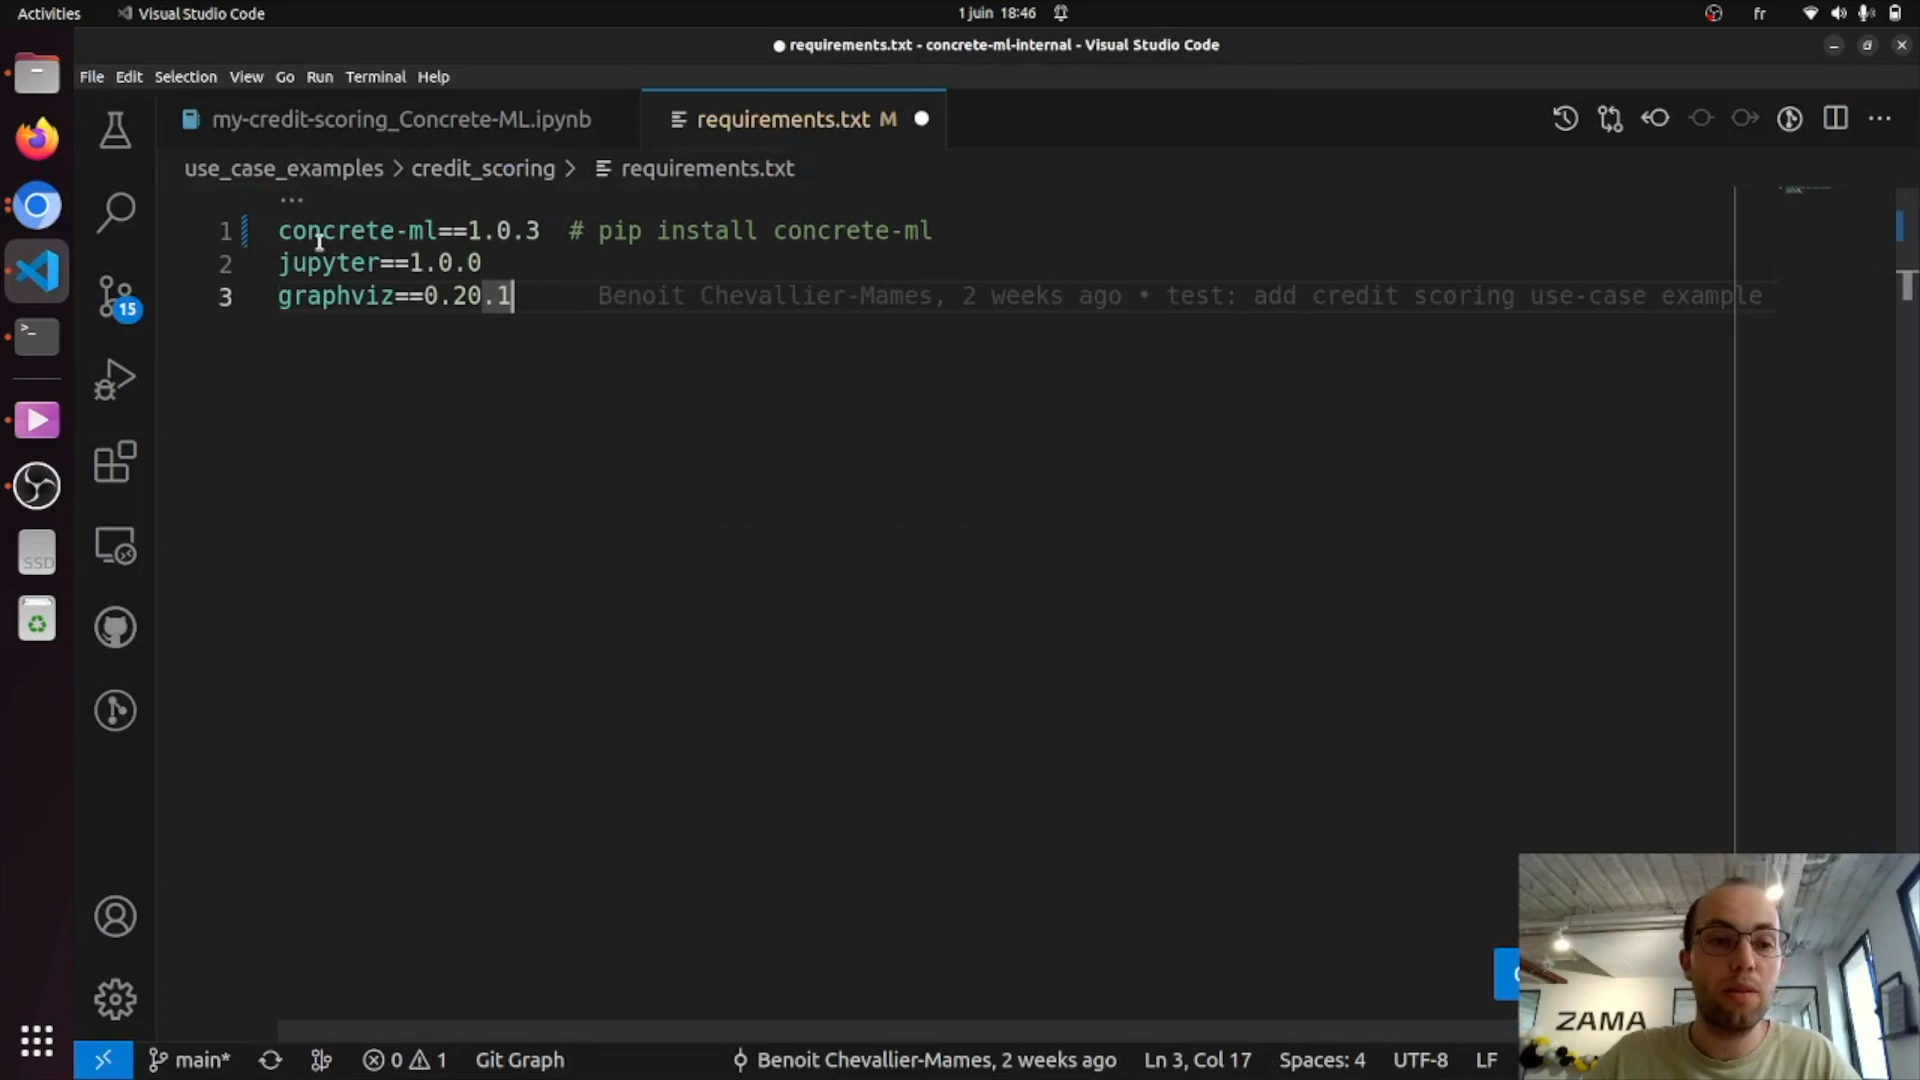 Activities
Visual Studio Code
1 juin 18:46
fr
requirements.txt - concrete-ml-internal - Visual Studio Code
File Edit Selection View Go Run Terminal Help
my-credit-scoring_Concrete-ML.ipynb
requirements.txt M
use_case_examples > credit_scoring > requirements.txt
...
1 concrete-ml==1.0.3 # pip install concrete-ml
2 jupyter==1.0.0
3 graphviz==0.20.1 Benoit Chevallier-Mames, 2 weeks ago • test: add credit scoring use-case example
15
SSD
ZAMA
main* 0 1 Git Graph Benoit Chevallier-Mames, 2 weeks ago Ln 3, Col 17 Spaces: 4 UTF-8 LF